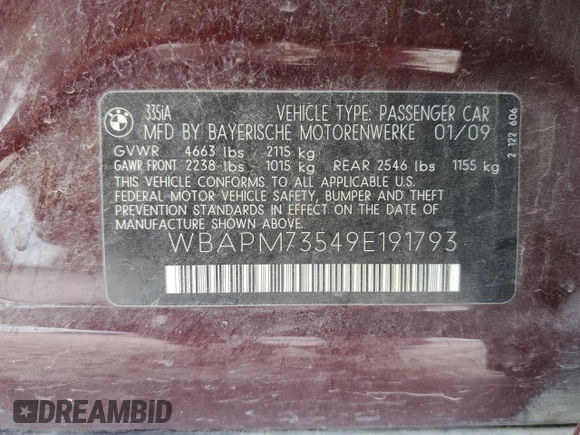 BMW
335iA
VEHICLE TYPE: PASSENGER CAR
MFD BY BAYERISCHE MOTORENWERKE 01/09
GVWR 4663 lbs 2115 kg
GAWR FRONT 2238 lbs 1015 kg REAR 2546 lbs 1155 kg
THIS VEHICLE CONFORMS TO ALL APPLICABLE U.S.
FEDERAL MOTOR VEHICLE SAFETY, BUMPER AND THEFT
PREVENTION STANDARDS IN EFFECT ON THE DATE OF
MANUFACTURE SHOWN ABOVE.
WBAPM73549E191793
2 122 606
DREAMBID